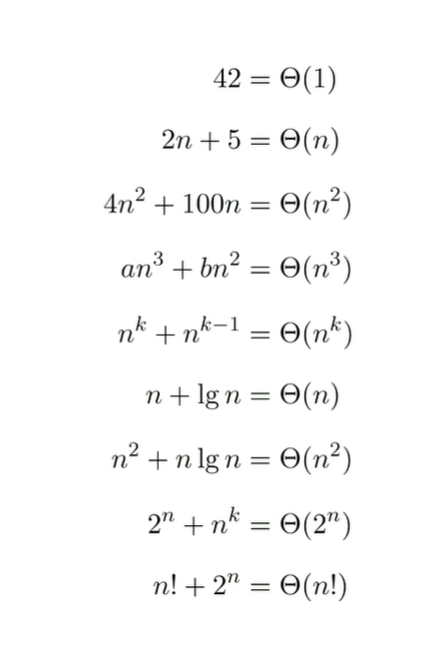 42 = Θ(1)
2n + 5 = Θ(n)
4n² + 100n = Θ(n²)
an³ + bn² = Θ(n³)
nᵏ + nᵏ⁻¹ = Θ(nᵏ)
n + lg n = Θ(n)
n² + n lg n = Θ(n²)
2ⁿ + nᵏ = Θ(2ⁿ)
n! + 2ⁿ = Θ(n!)